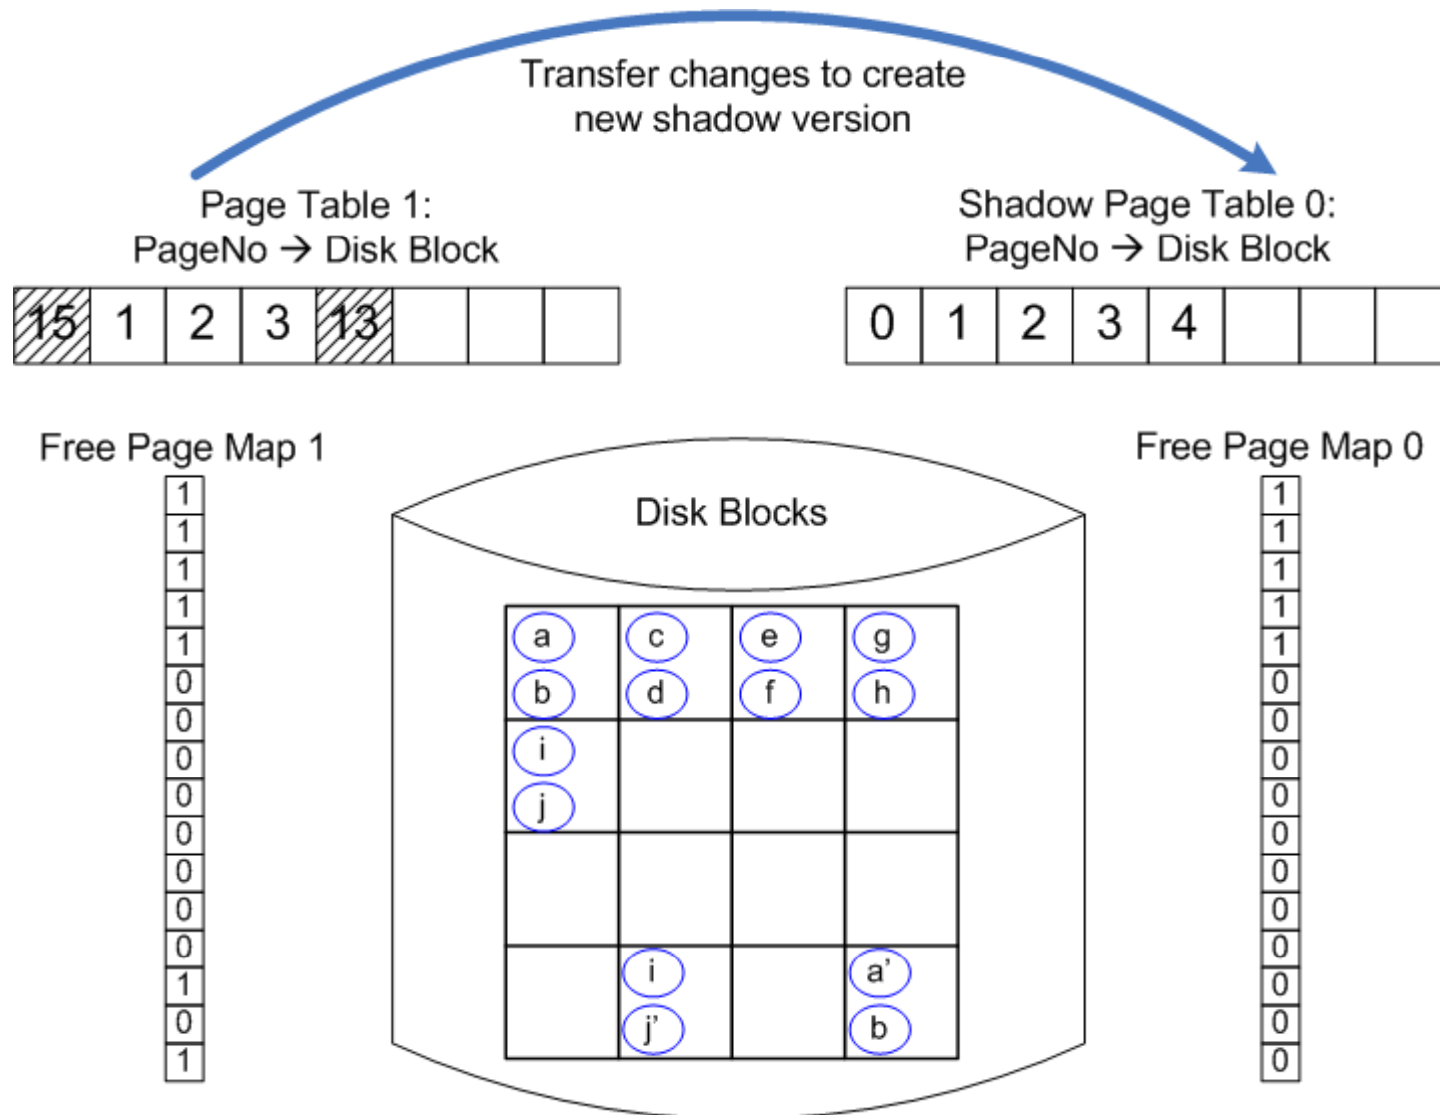 Transfer changes to create
new shadow version
Page Table 1:
PageNo → Disk Block
Shadow Page Table 0:
PageNo → Disk Block
15 1 2 3 13
0 1 2 3 4
Free Page Map 1
1
1
1
1
1
0
0
0
0
0
0
0
0
1
0
1
Disk Blocks
a c e g
b d f h
i
j
i a’
j’ b
Free Page Map 0
1
1
1
1
1
0
0
0
0
0
0
0
0
0
0
0